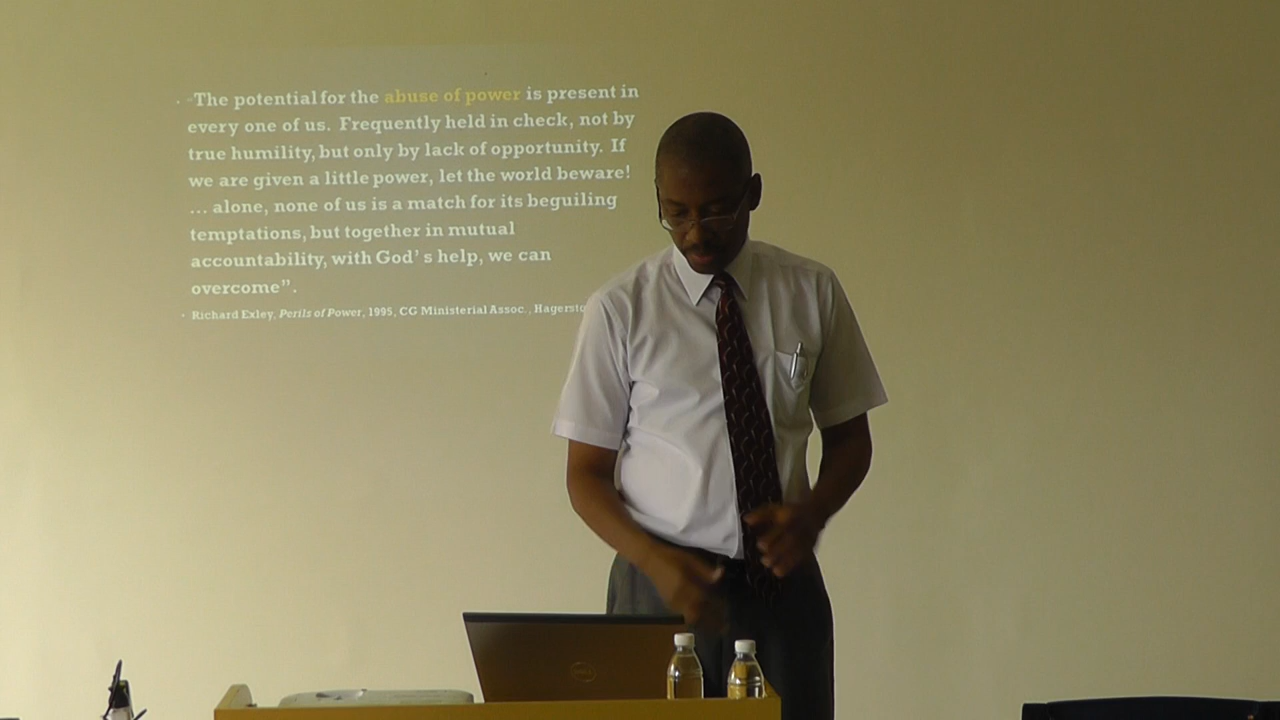 "The potential for the abuse of power is present in
every one of us. Frequently held in check, not by
true humility, but only by lack of opportunity. If
we are given a little power, let the world beware!
... alone, none of us is a match for its beguiling
temptations, but together in mutual
accountability, with God's help, we can
overcome".
Richard Exley, Perils of Power, 1995, CG Ministerial Assoc.,
DELL